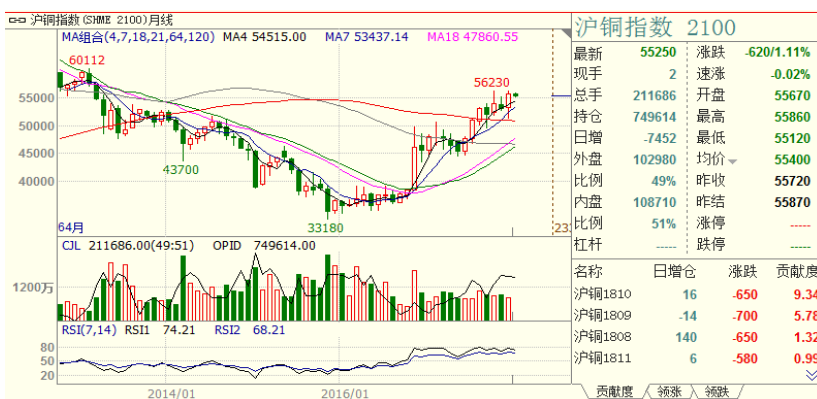 沪铜指数(SHME 2100)月线
MA组合(4,7,18,21,64,120) MA4 54515.00 MA7 53437.14 MA18 47860.55
60112
56230
55000
50000
45000
40000
43700
33180
64月
CJL 211686.00(49:51) OPID 749614.00
1200万
RSI(7,14) RSI1 74.21 RSI2 68.21
80
50
20
2014/01 2016/01
沪铜指数 2100
最新 55250 涨跌 -620/1.11%
现手 2 速涨 -0.02%
总手 211686 开盘 55670
持仓 749614 最高 55860
日增 -7452 最低 55120
外盘 102980 均价 55400
比例 49% 昨收 55720
内盘 108710 昨结 55870
比例 51% 涨停 -----
杠杆 ----- 跌停 -----
名称 日增仓 涨跌 贡献度
沪铜1810 16 -650 9.34
沪铜1809 -14 -700 5.78
沪铜1808 140 -650 1.32
沪铜1811 6 -580 0.99
贡献度 领涨 领跌